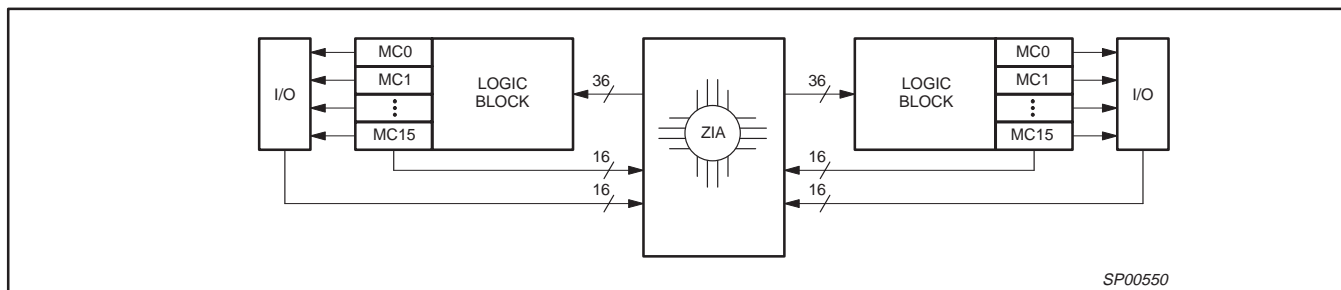 I/O
MC0
MC1
⋮
MC15
LOGIC
BLOCK
36
16
16
ZIA
36
16
16
LOGIC
BLOCK
MC0
MC1
⋮
MC15
I/O
SP00550